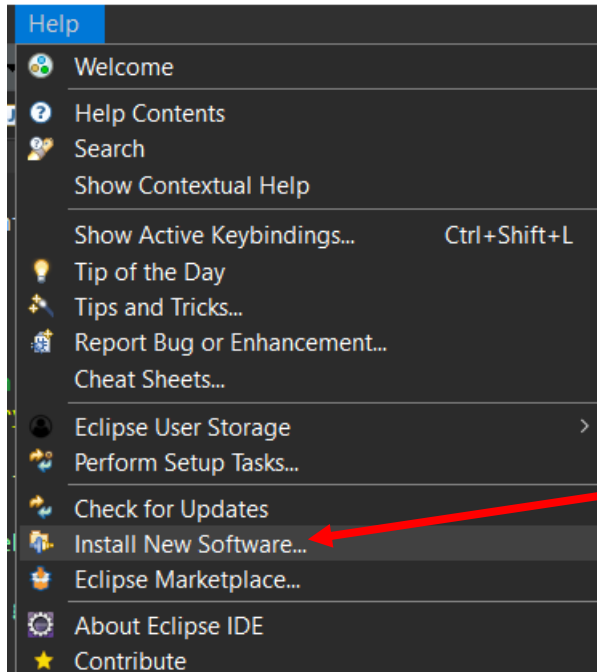 Help
Welcome
Help Contents
Search
Show Contextual Help
Show Active Keybindings... Ctrl+Shift+L
Tip of the Day
Tips and Tricks...
Report Bug or Enhancement...
Cheat Sheets...
Eclipse User Storage
Perform Setup Tasks...
Check for Updates
Install New Software...
Eclipse Marketplace...
About Eclipse IDE
Contribute